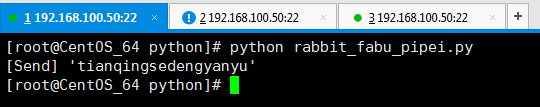 1 192.168.100.50:22 × 2 192.168.100.50:22 × 3 192.168.100.50:22 ×
[root@CentOS_64 python]# python rabbit_fabu_pipei.py
[Send] 'tianqingsedengyanyu'
[root@CentOS_64 python]#